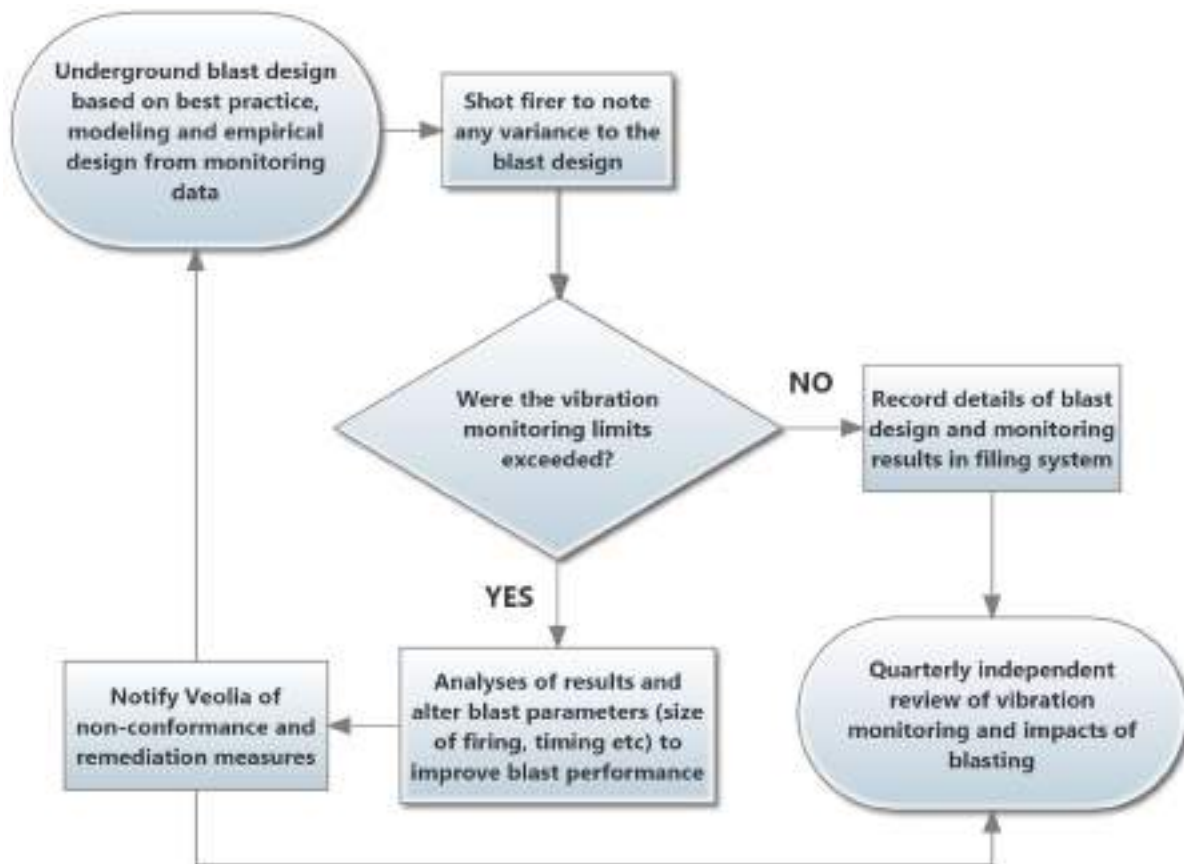 Underground blast design
based on best practice,
modeling and empirical
design from monitoring
data
Shot firer to note
any variance to the
blast design
Were the vibration
monitoring limits
exceeded?
NO
Record details of blast
design and monitoring
results in filing system
YES
Notify Veolia of
non-conformance and
remediation measures
Analyses of results and
alter blast parameters (size
of firing, timing etc) to
improve blast performance
Quarterly independent
review of vibration
monitoring and impacts of
blasting